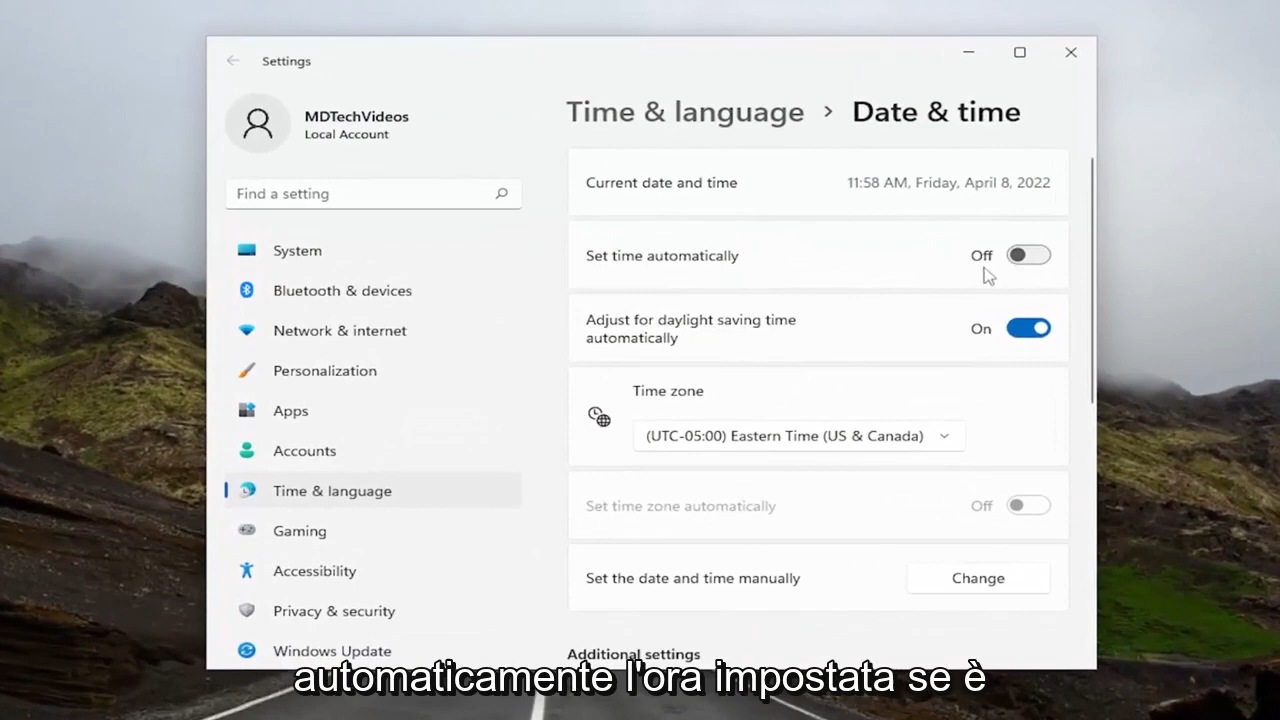 Settings
MDTechVideos
Local Account
Find a setting
System
Bluetooth & devices
Network & internet
Personalization
Apps
Accounts
Time & language
Gaming
Accessibility
Privacy & security
Windows Update
Time & language › Date & time
Current date and time 11:58 AM, Friday, April 8, 2022
Set time automatically Off
Adjust for daylight saving time
automatically On
Time zone
(UTC-05:00) Eastern Time (US & Canada)
Set time zone automatically Off
Set the date and time manually Change
Additional settings
automaticamente l'ora impostata se è